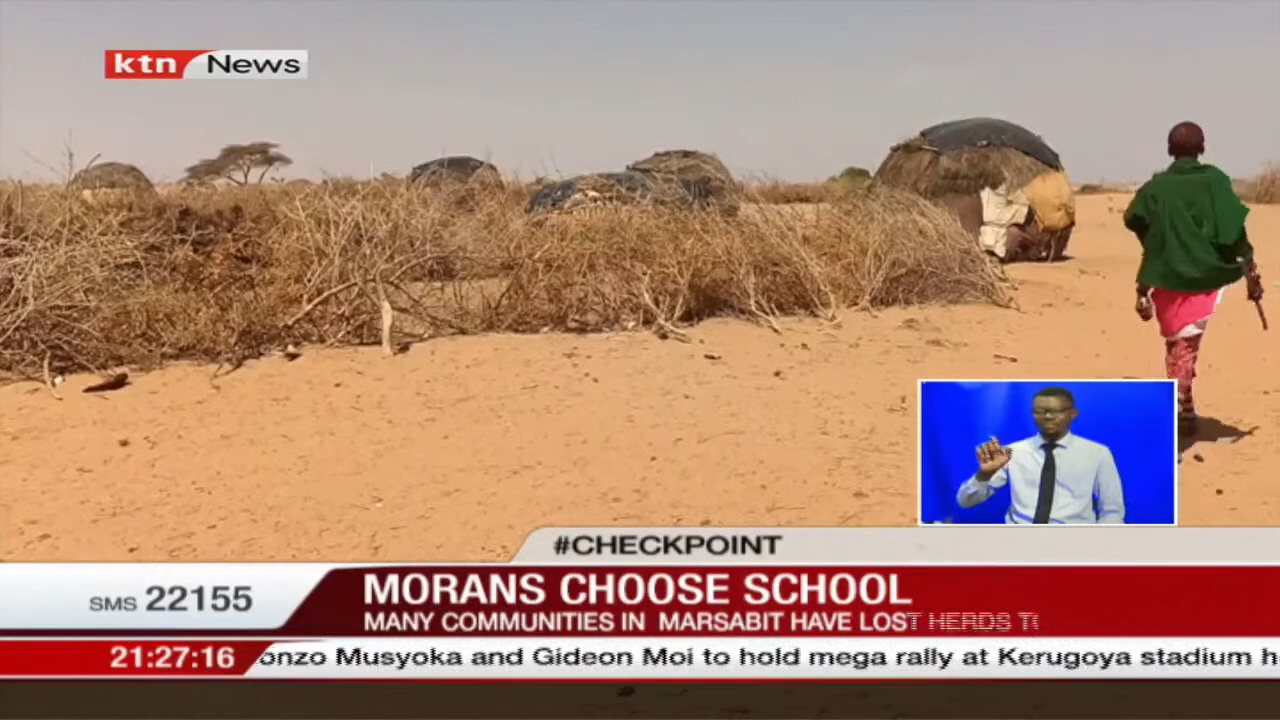 ktn News
#CHECKPOINT
SMS 22155
MORANS CHOOSE SCHOOL
MANY COMMUNITIES IN MARSABIT HAVE LOST HERDS
21:27:16
onzo Musyoka and Gideon Moi to hold mega rally at Kerugoya stadium h